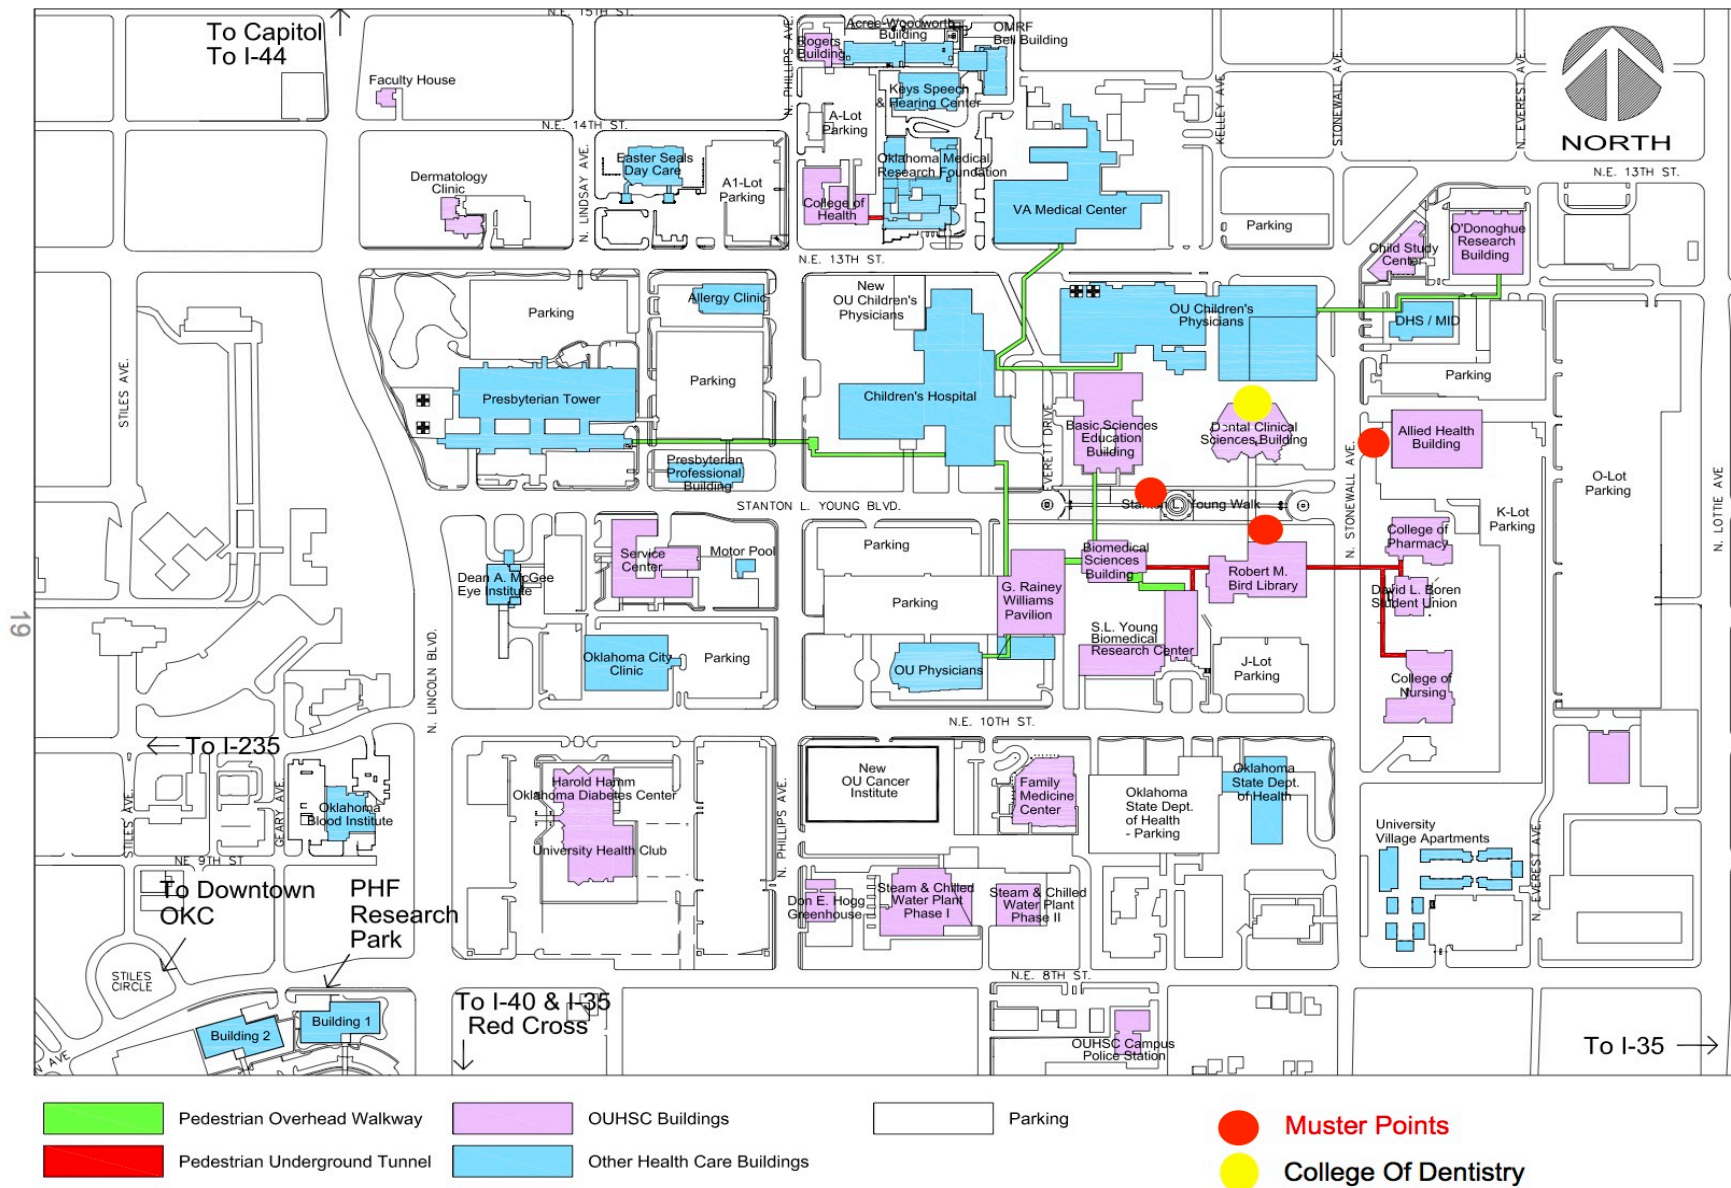 N.E. 15TH ST.
To Capitol
To I-44
Faculty House
N. PHILLIPS AVE.
Rogers
Building
Acree-Woodworth
Building
OMRF
Bell Building
Keys Speech
& Hearing Center
A-Lot
Parking
KELLEY AVE
STONEWALL AVE.
N. EVEREST AVE.
NORTH
N.E. 14TH ST.
N. LINDSAY AVE.
Easter Seals
Day Care
A1-Lot
Parking
Dermatology
Clinic
Oklahoma Medical
Research Foundation
College of
Health
VA Medical Center
Parking
N.E. 13TH ST.
Child Study
Center
O'Donoghue
Research
Building
N.E. 13TH ST.
Parking
Allergy Clinic
New
OU Children's
Physicians
OU Children's
Physicians
DHS / MID
STILES AVE.
Presbyterian Tower
Parking
Children's Hospital
Parking
Basic Sciences
Education
Building
EVERETT DRIVE
Dental Clinical
Sciences Building
Allied Health
Building
Presbyterian
Professional
Building
STANTON L. YOUNG BLVD.
Stanton L. Young Walk
N. STONEWALL AVE.
O-Lot
Parking
K-Lot
Parking
N. LOTTIE AVE
Service
Center
Motor Pool
Dean A. McGee
Eye Institute
Parking
Parking
G. Rainey
Williams
Pavilion
Biomedical
Sciences
Building
Robert M.
Bird Library
College of
Pharmacy
David L. Boren
Student Union
19
N. LINCOLN BLVD.
Oklahoma City
Clinic
Parking
OU Physicians
S.L. Young
Biomedical
Research Center
J-Lot
Parking
College of
Nursing
N.E. 10TH ST.
To I-235
STILES AVE.
GEARY AVE.
Oklahoma
Blood Institute
Harold Hamm
Oklahoma Diabetes Center
University Health Club
N. PHILLIPS AVE.
New
OU Cancer
Institute
Family
Medicine
Center
Oklahoma
State Dept.
of Health
- Parking
Oklahoma
State Dept.
of Health
University
Village Apartments
N. EVEREST AVE.
NE 9TH ST
To Downtown
OKC
PHF
Research
Park
Don E. Hogg
Greenhouse
Steam & Chilled
Water Plant
Phase I
Steam & Chilled
Water Plant
Phase II
STILES
CIRCLE
N.E. 8TH ST.
To I-40 & I-35
Red Cross
Building 2
Building 1
N AVE
OUHSC Campus
Police Station
To I-35
Pedestrian Overhead Walkway
OUHSC Buildings
Parking
Muster Points
Pedestrian Underground Tunnel
Other Health Care Buildings
College Of Dentistry